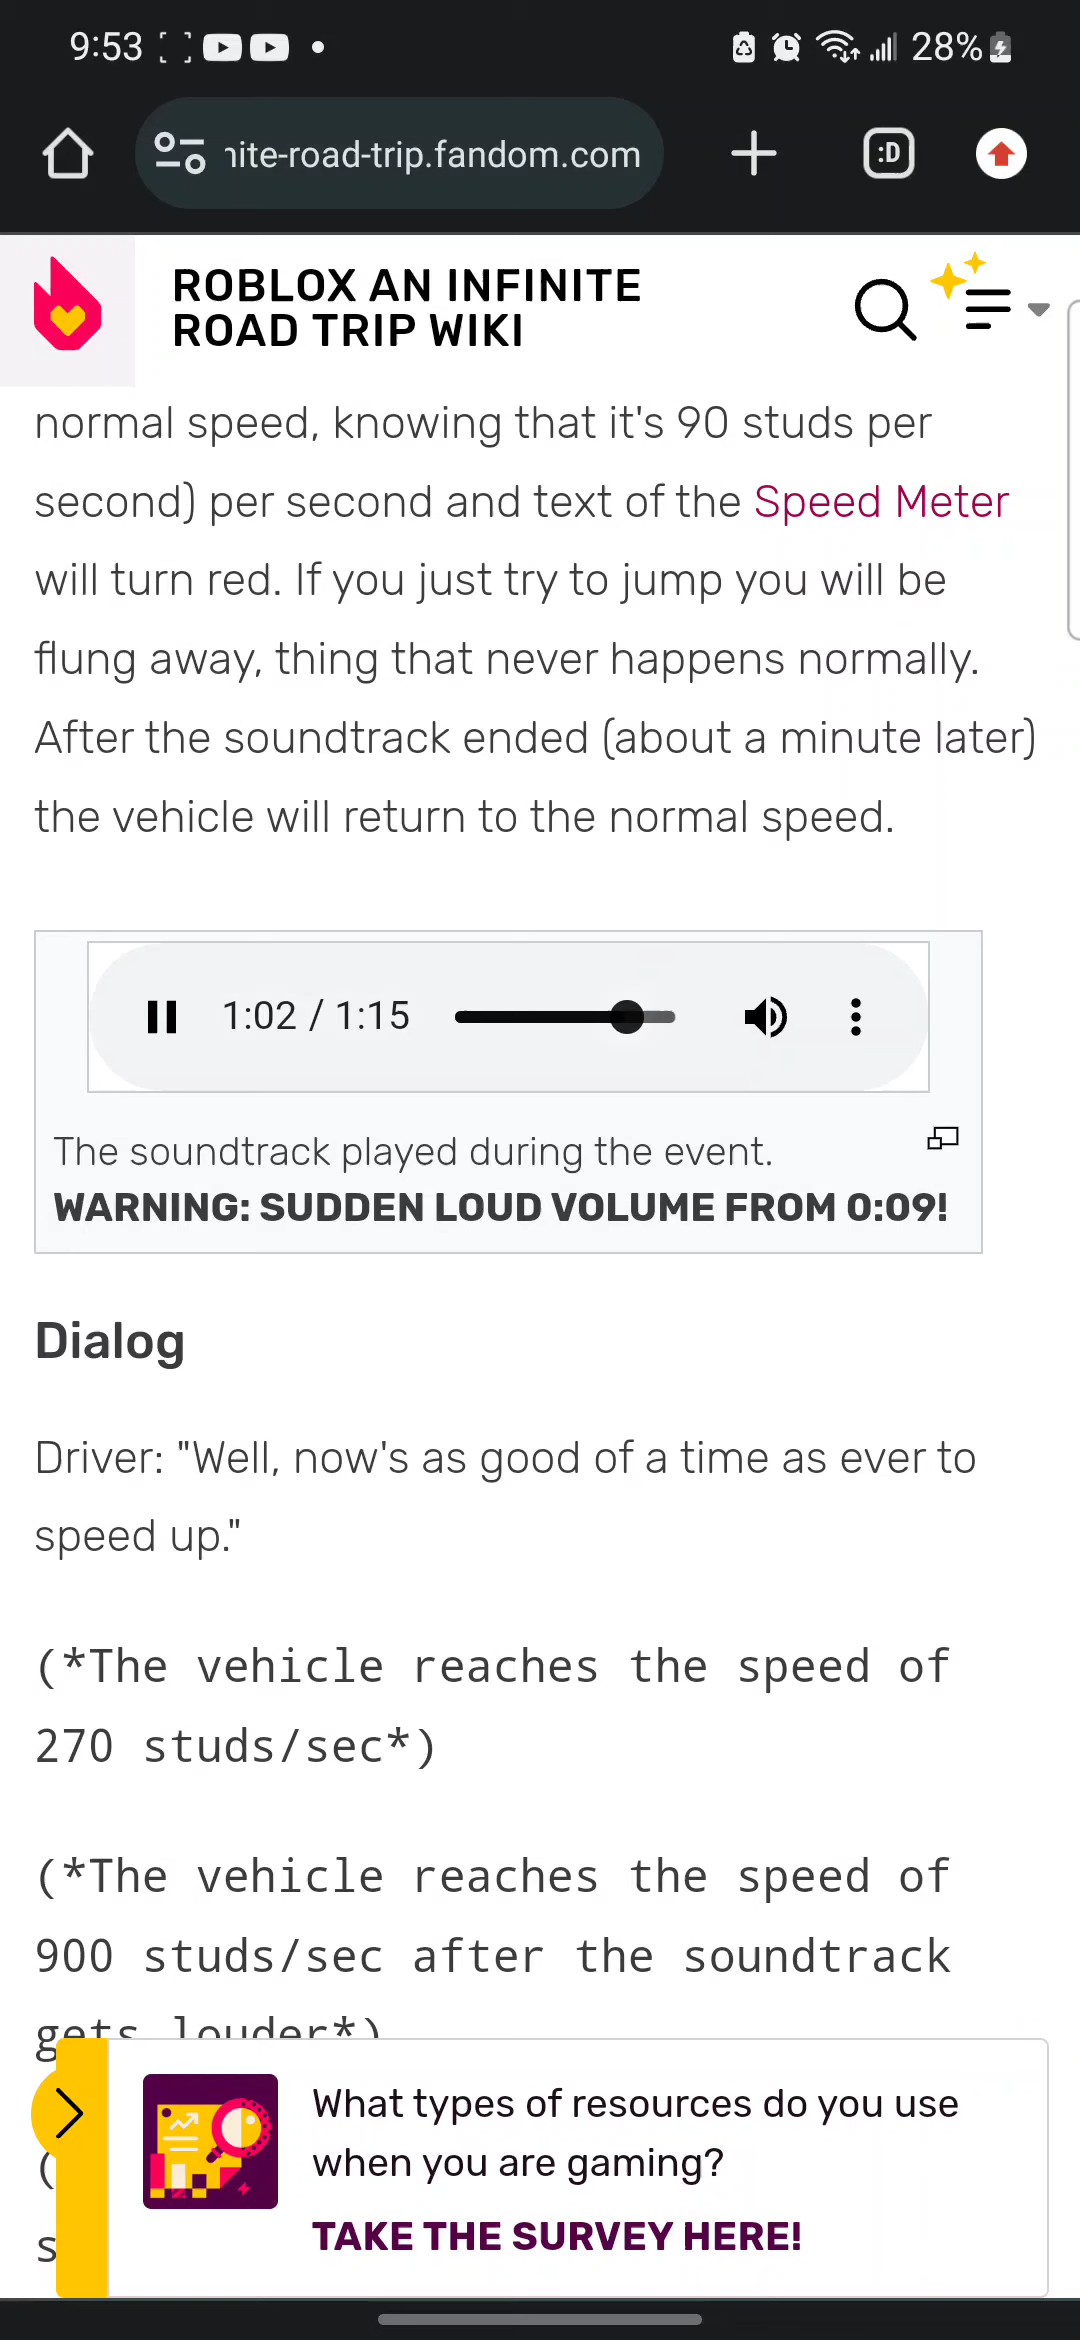 9:53
28%
nite-road-trip.fandom.com
:D
ROBLOX AN INFINITE
ROAD TRIP WIKI
normal speed, knowing that it's 90 studs per
second) per second and text of the Speed Meter
will turn red. If you just try to jump you will be
flung away, thing that never happens normally.
After the soundtrack ended (about a minute later)
the vehicle will return to the normal speed.
1:02 / 1:15
The soundtrack played during the event.
WARNING: SUDDEN LOUD VOLUME FROM 0:09!
Dialog
Driver: "Well, now's as good of a time as ever to
speed up."
(*The vehicle reaches the speed of
270 studs/sec*)
(*The vehicle reaches the speed of
900 studs/sec after the soundtrack
gets louder*)
(
s
What types of resources do you use
when you are gaming?
TAKE THE SURVEY HERE!